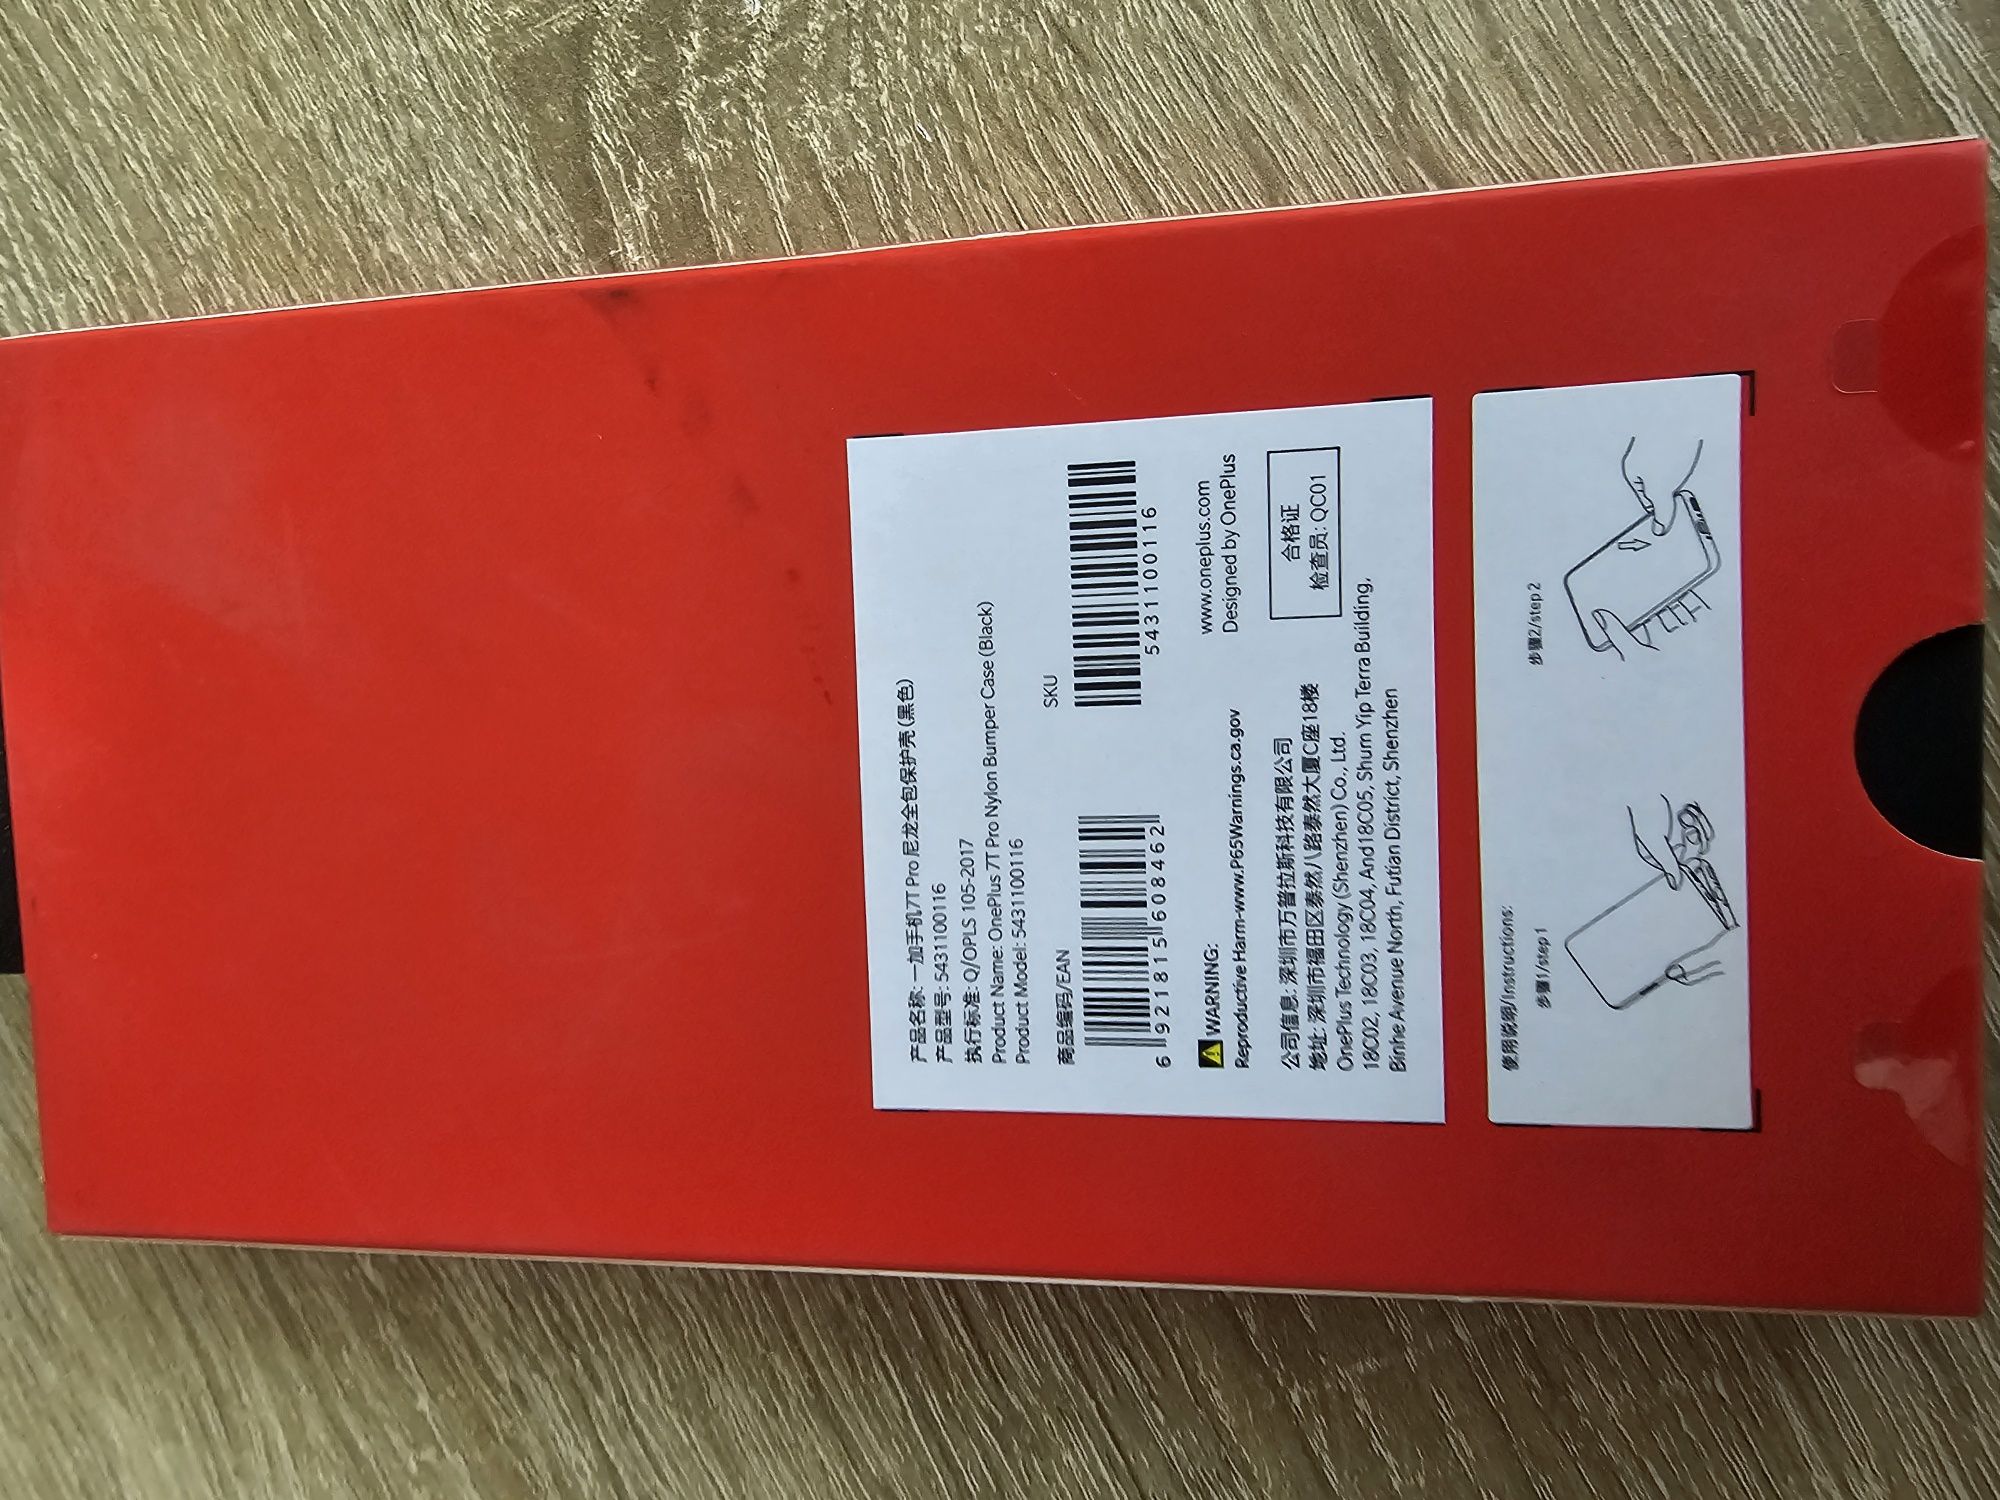 产品名称: 一加手机7T Pro 尼龙全包保护壳(黑色)
产品型号: 5431100116
执行标准: Q/OPLS 105-2017
Product Name: OnePlus 7T Pro Nylon Bumper Case (Black)
Product Model: 5431100116
商品编码/EAN
6 921815 608462
SKU
5431100116
WARNING:
Reproductive Harm-www.P65Warnings.ca.gov
www.oneplus.com
Designed by OnePlus
公司信息: 深圳市万普拉斯科技有限公司
地址: 深圳市福田区泰然八路泰然大厦C座18楼
OnePlus Technology (Shenzhen) Co., Ltd.
18C02, 18C03, 18C04, And18C05, Shum Yip Terra Building,
Binhe Avenue North, Futian District, Shenzhen
合格证
检查员: QC01
使用说明/Instructions:
步骤1/step1
步骤2/step2